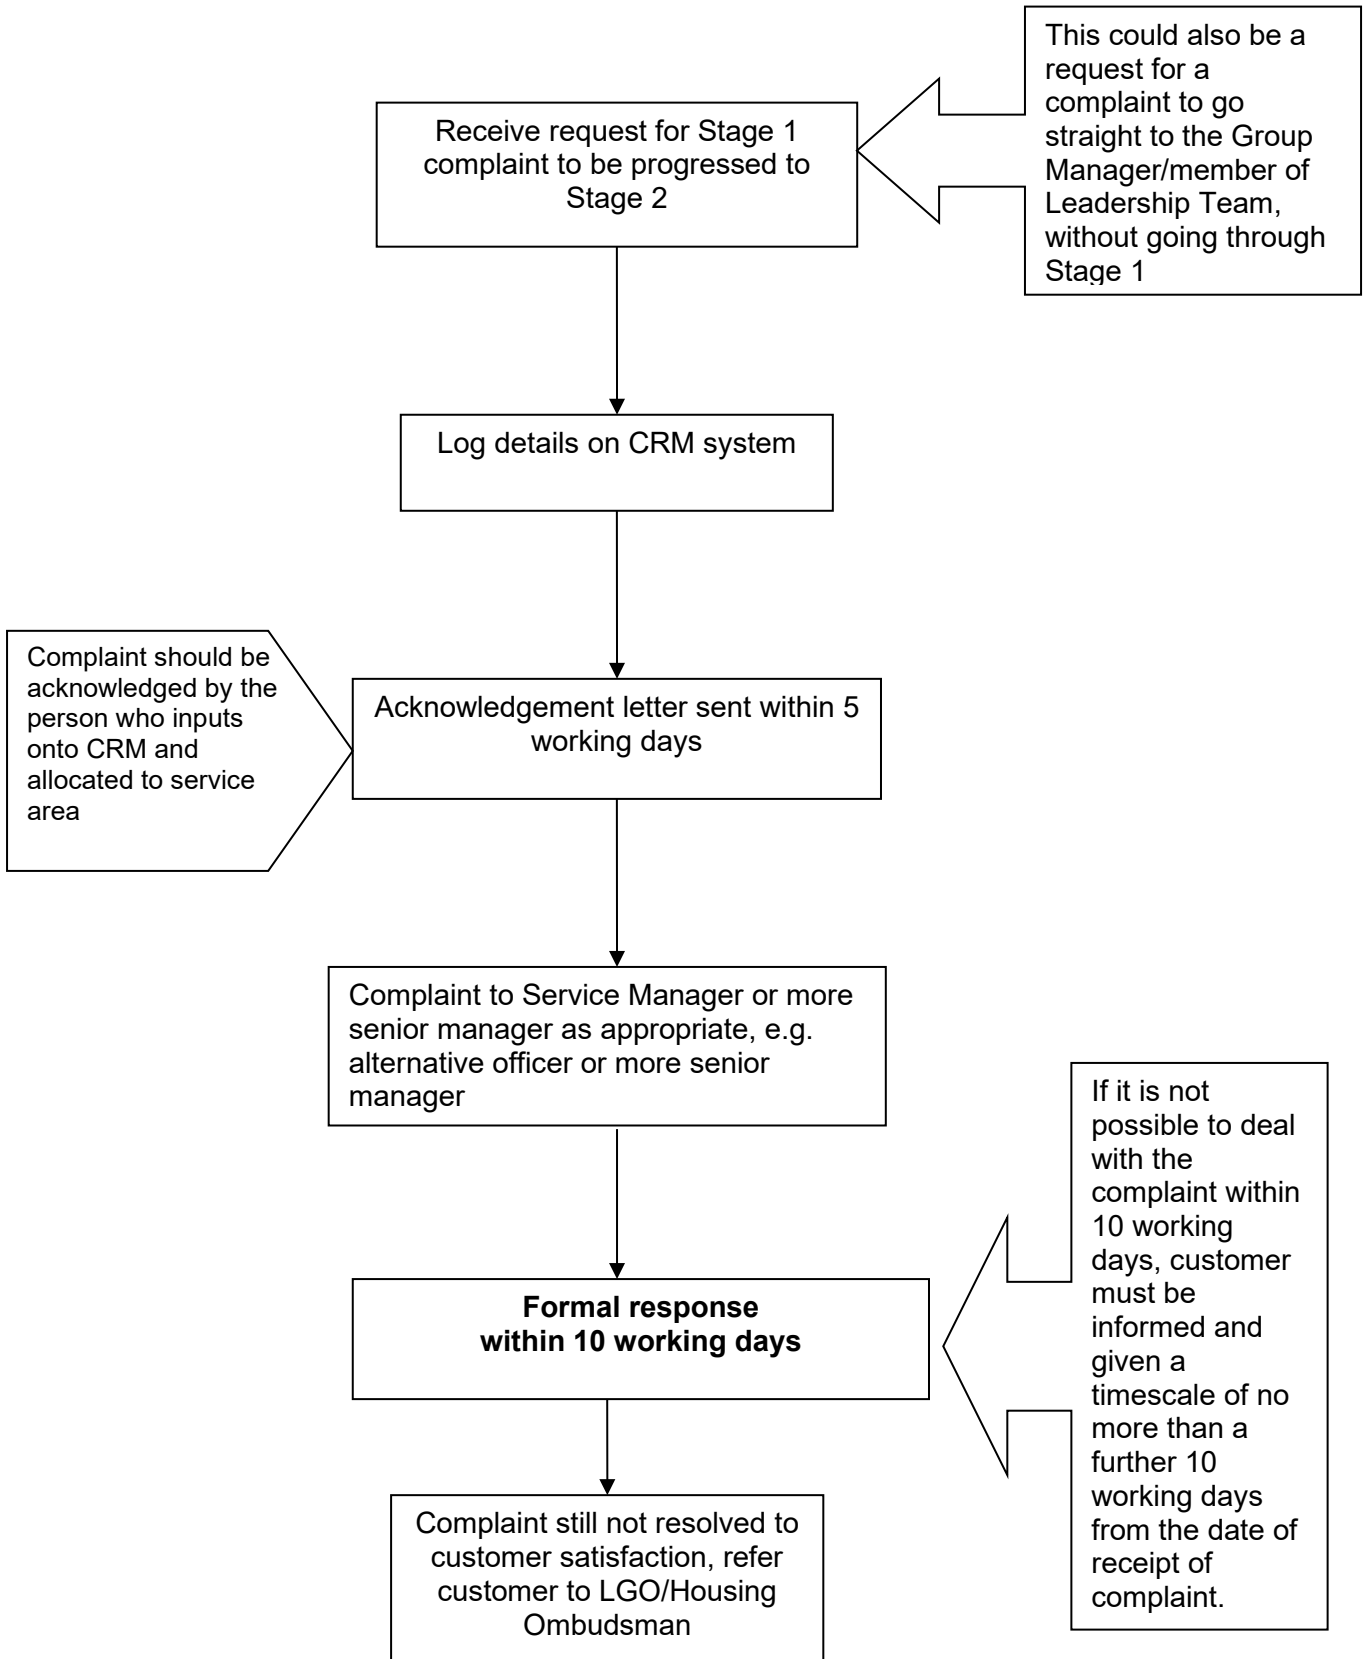 This could also be a
request for a
complaint to go
straight to the Group
Manager/member of
Leadership Team,
without going through
Stage 1
Receive request for Stage 1
complaint to be progressed to
Stage 2
Log details on CRM system
Complaint should be
acknowledged by the
person who inputs
onto CRM and
allocated to service
area
Acknowledgement letter sent within 5
working days
Complaint to Service Manager or more
senior manager as appropriate, e.g.
alternative officer or more senior
manager
If it is not
possible to deal
with the
complaint within
10 working
days, customer
must be
informed and
given a
timescale of no
more than a
further 10
working days
from the date of
receipt of
complaint.
Formal response
within 10 working days
Complaint still not resolved to
customer satisfaction, refer
customer to LGO/Housing
Ombudsman